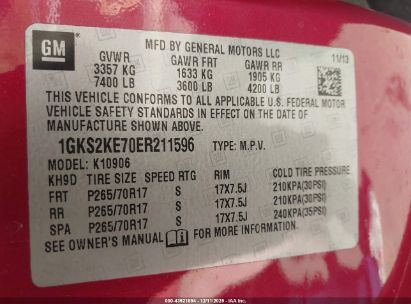 GM
MFD BY GENERAL MOTORS LLC
11/13
GVWR GAWR FRT GAWR RR
3357 KG 1633 KG 1905 KG
7400 LB 3600 LB 4200 LB
THIS VEHICLE CONFORMS TO ALL APPLICABLE U.S. FEDERAL MOTOR
VEHICLE SAFETY STANDARDS IN EFFECT ON THE DATE OF
MANUFACTURE SHOWN ABOVE.
1GKS2KE70ER211596 TYPE: M.P.V.
MODEL: K10906
KH9D TIRE SIZE SPEED RIM COLD TIRE PRESSURE
FRT P265/70R17 S 17X7.5J 210KPA(30PSI)
RR P265/70R17 S 17X7.5J 210KPA(30PSI)
SPA P265/70R17 S 17X7.5J 240KPA(35PSI)
SEE OWNER'S MANUAL FOR MORE INFORMATION